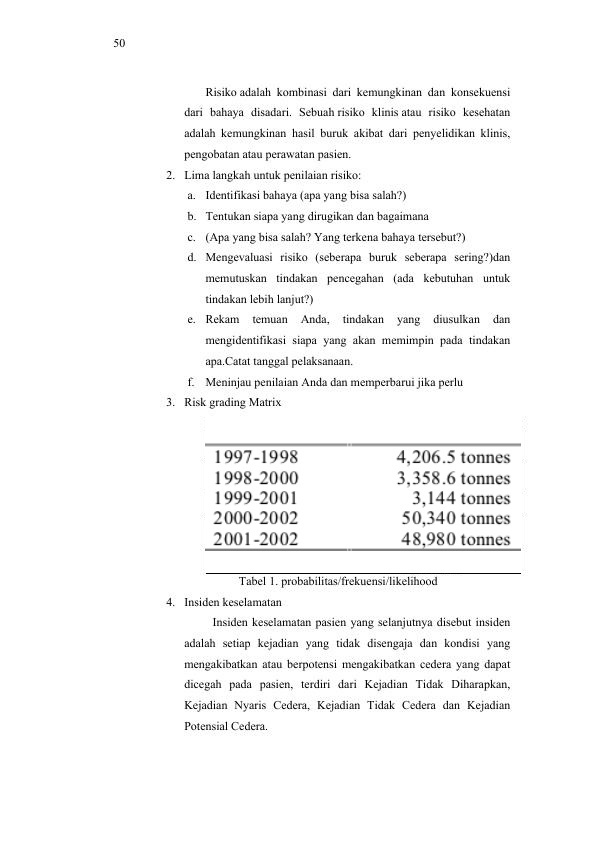 50
Risiko adalah kombinasi dari kemungkinan dan konsekuensi
dari bahaya disadari. Sebuah risiko klinis atau risiko kesehatan
adalah kemungkinan hasil buruk akibat dari penyelidikan klinis,
pengobatan atau perawatan pasien.
2. Lima langkah untuk penilaian risiko:
a. Identifikasi bahaya (apa yang bisa salah?)
b. Tentukan siapa yang dirugikan dan bagaimana
c. (Apa yang bisa salah? Yang terkena bahaya tersebut?)
d. Mengevaluasi risiko (seberapa buruk seberapa sering?)dan
memutuskan tindakan pencegahan (ada kebutuhan untuk
tindakan lebih lanjut?)
e. Rekam temuan Anda, tindakan yang diusulkan dan
mengidentifikasi siapa yang akan memimpin pada tindakan
apa.Catat tanggal pelaksanaan.
f. Meninjau penilaian Anda dan memperbarui jika perlu
3. Risk grading Matrix
1997-1998 4,206.5 tonnes
1998-2000 3,358.6 tonnes
1999-2001 3,144 tonnes
2000-2002 50,340 tonnes
2001-2002 48,980 tonnes
Tabel 1. probabilitas/frekuensi/likelihood
4. Insiden keselamatan
Insiden keselamatan pasien yang selanjutnya disebut insiden
adalah setiap kejadian yang tidak disengaja dan kondisi yang
mengakibatkan atau berpotensi mengakibatkan cedera yang dapat
dicegah pada pasien, terdiri dari Kejadian Tidak Diharapkan,
Kejadian Nyaris Cedera, Kejadian Tidak Cedera dan Kejadian
Potensial Cedera.